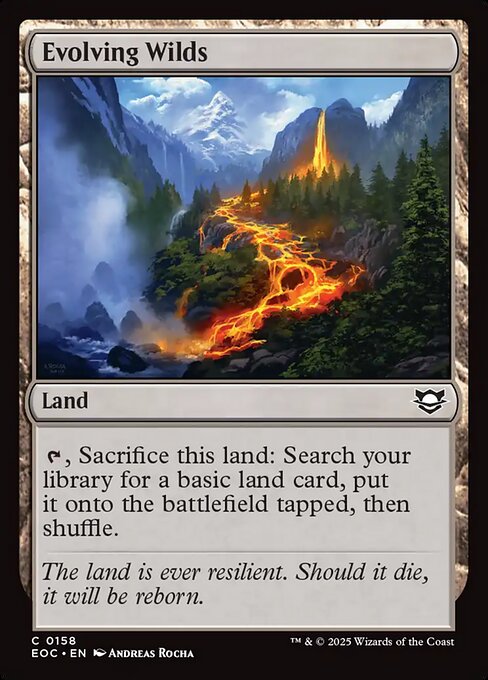 Evolving Wilds
Land
, Sacrifice this land: Search your
library for a basic land card, put
it onto the battlefield tapped, then
shuffle.
The land is ever resilient. Should it die,
it will be reborn.
C 0158
™ & © 2025 Wizards of the Coast
EOC • EN Andreas Rocha